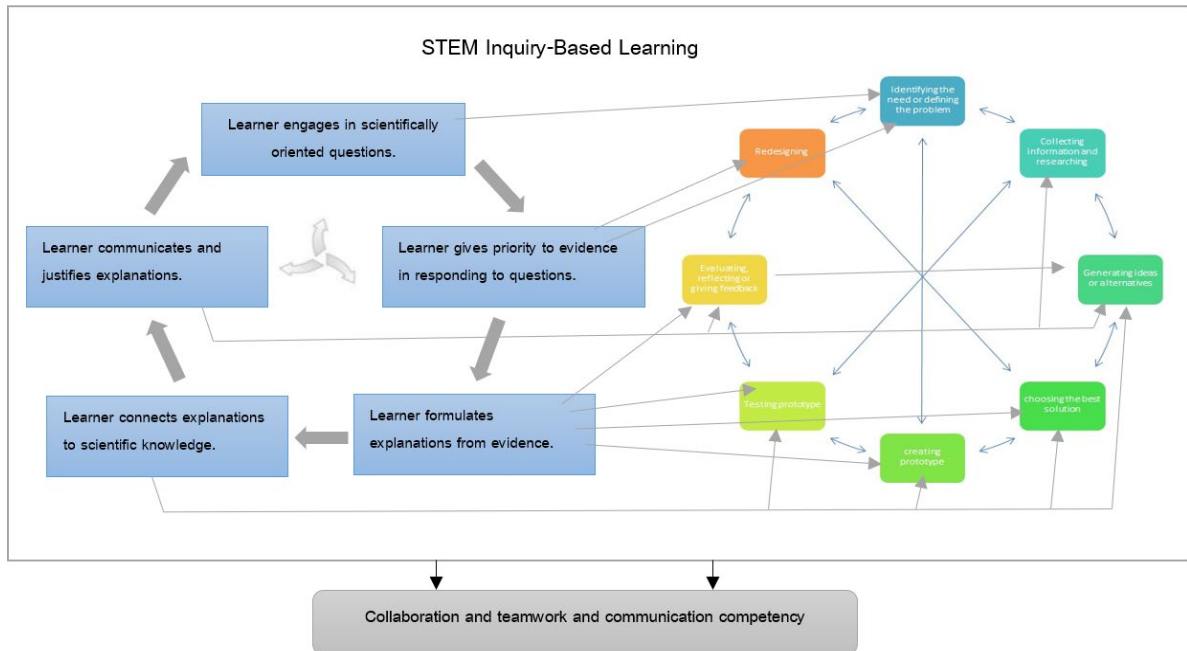 STEM Inquiry-Based Learning
Learner engages in scientifically
oriented questions.
Learner gives priority to evidence
in responding to questions.
Learner formulates
explanations from evidence.
Learner connects explanations
to scientific knowledge.
Learner communicates and
justifies explanations.
Identifying the
need or defining
the problem
Collecting
information and
researching
Generating ideas
or alternatives
choosing the best
solution
creating
prototype
Testing prototype
Evaluating,
reflecting or
giving feedback
Redesigning
Collaboration and teamwork and communication competency